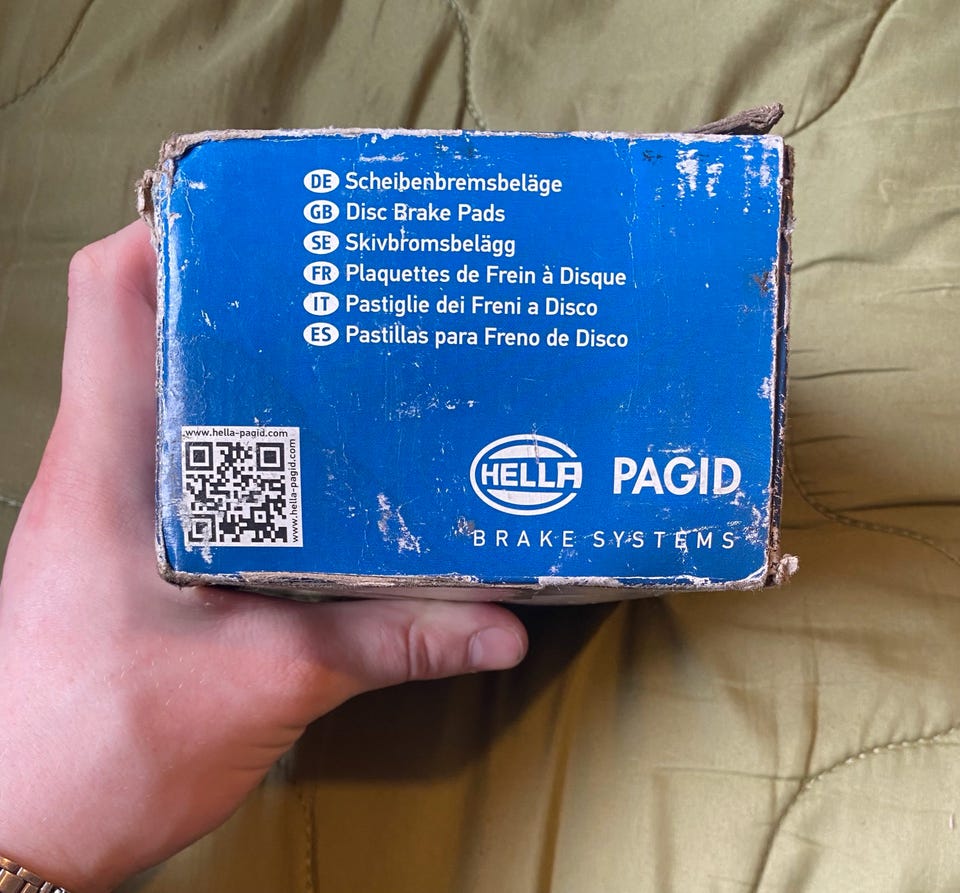 DE Scheibenbremsbeläge
GB Disc Brake Pads
SE Skivbromsbelägg
FR Plaquettes de Frein à Disque
IT Pastiglie dei Freni a Disco
ES Pastillas para Freno de Disco
www.hella-pagid.com
www.hella-pagid.com
HELLA PAGID
BRAKE SYSTEMS